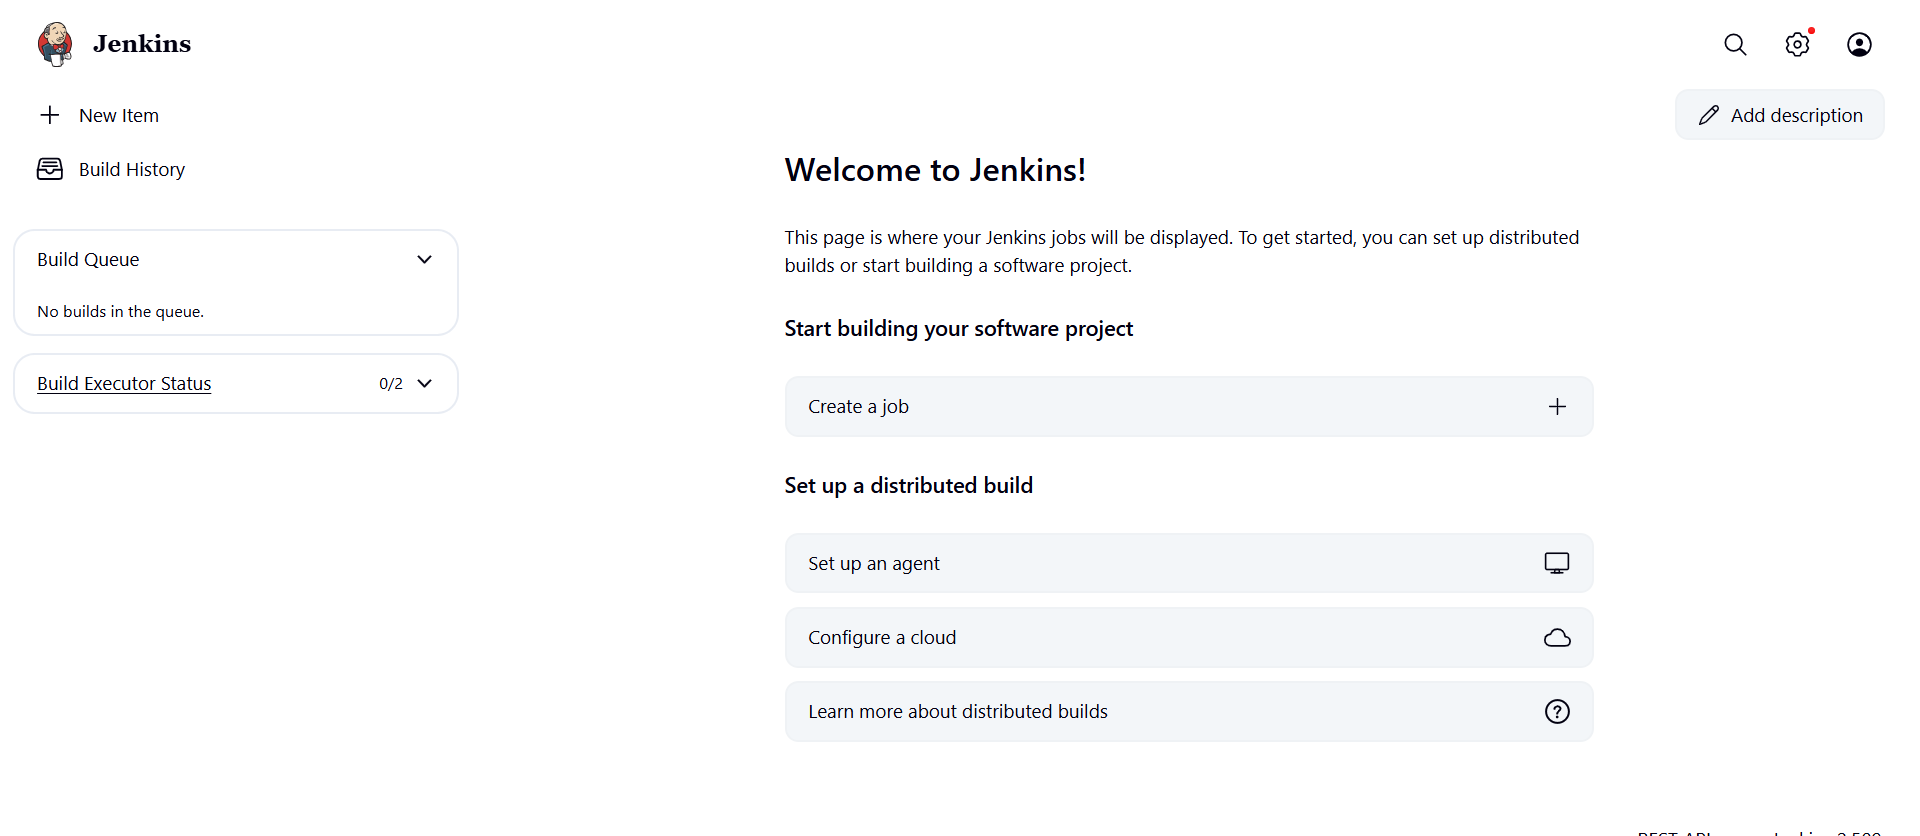 Jenkins
New Item
Build History
Add description
Build Queue
No builds in the queue.
Build Executor Status 0/2
Welcome to Jenkins!
This page is where your Jenkins jobs will be displayed. To get started, you can set up distributed
builds or start building a software project.
Start building your software project
Create a job
Set up a distributed build
Set up an agent
Configure a cloud
Learn more about distributed builds
REST API